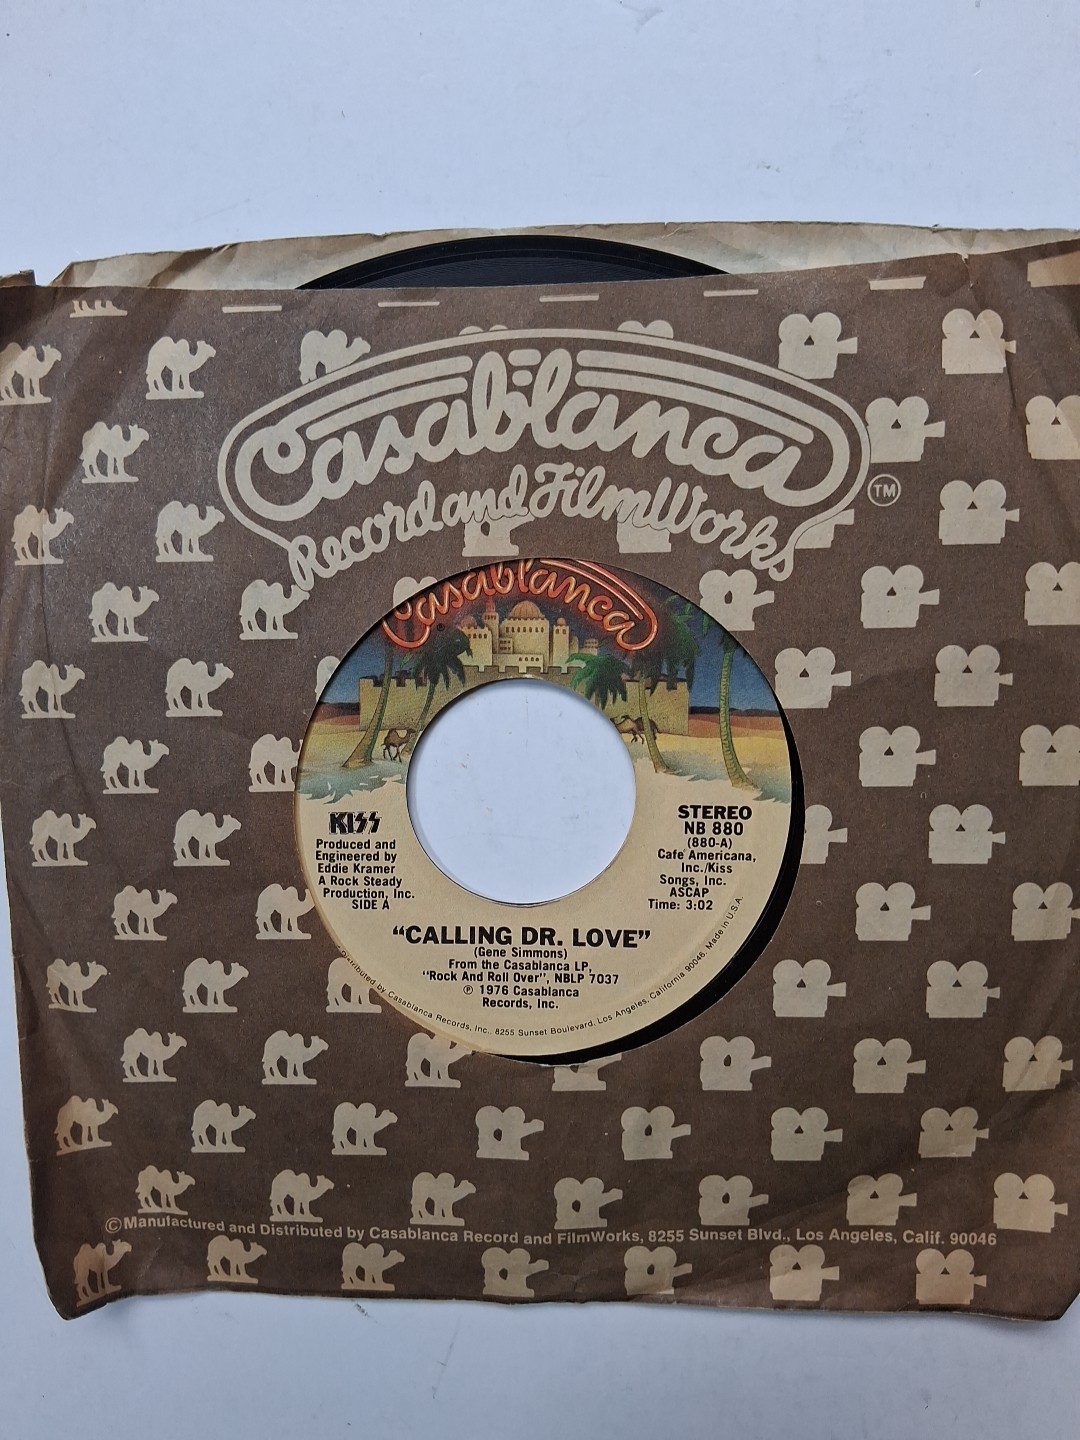 Casablanca
Record and FilmWorks
TM
Casablanca
®
KISS
Produced and
Engineered by
Eddie Kramer
A Rock Steady
Production, Inc.
SIDE A
STEREO
NB 880
(880-A)
Cafe Americana,
Inc./Kiss
Songs, Inc.
ASCAP
Time: 3:02
"CALLING DR. LOVE"
(Gene Simmons)
From the Casablanca LP,
"Rock And Roll Over", NBLP 7037
℗ 1976 Casablanca
Records, Inc.
Distributed by Casablanca Records, Inc., 8255 Sunset Boulevard, Los Angeles, California 90046, Made in U.S.A.
©Manufactured and Distributed by Casablanca Record and FilmWorks, 8255 Sunset Blvd., Los Angeles, Calif. 90046